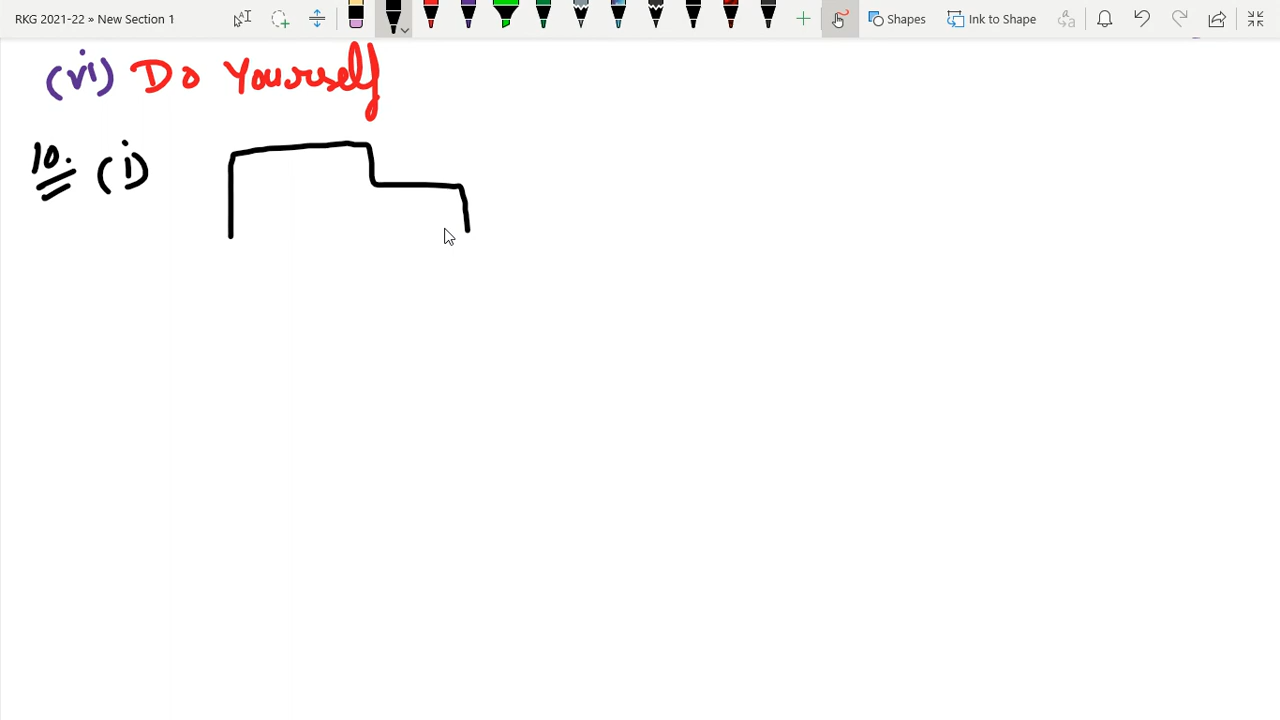 RKG 2021-22 » New Section 1
Shapes
Ink to Shape
(vi) Do Yourself
10. (i)